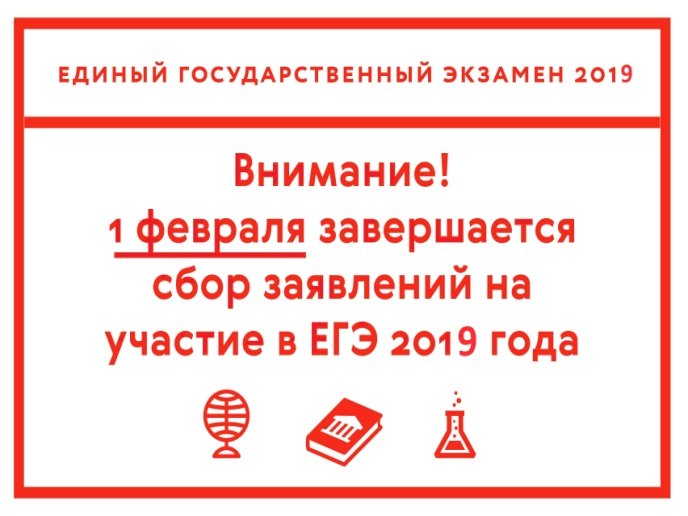 ЕДИНЫЙ ГОСУДАРСТВЕННЫЙ ЭКЗАМЕН 2019
Внимание!
1 февраля завершается
сбор заявлений на
участие в ЕГЭ 2019 года